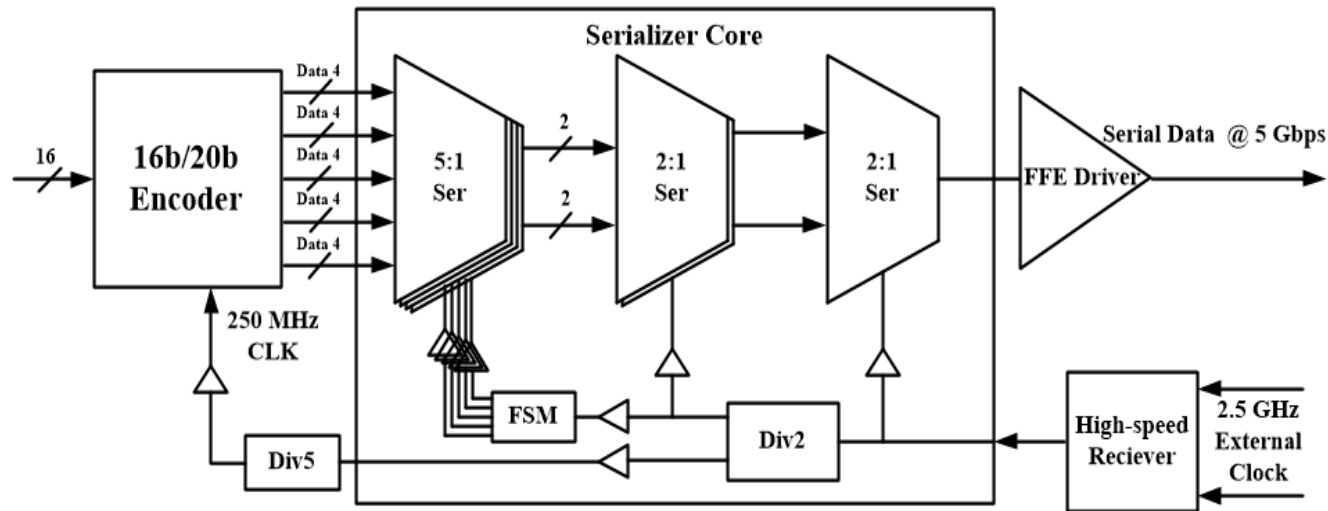 Serializer Core
16
16b/20b
Encoder
Data 4
Data 4
Data 4
Data 4
Data 4
5:1
Ser
2
2
2:1
Ser
2:1
Ser
FFE Driver
Serial Data @ 5 Gbps
250 MHz
CLK
FSM
Div2
Div5
High-speed
Reciever
2.5 GHz
External
Clock